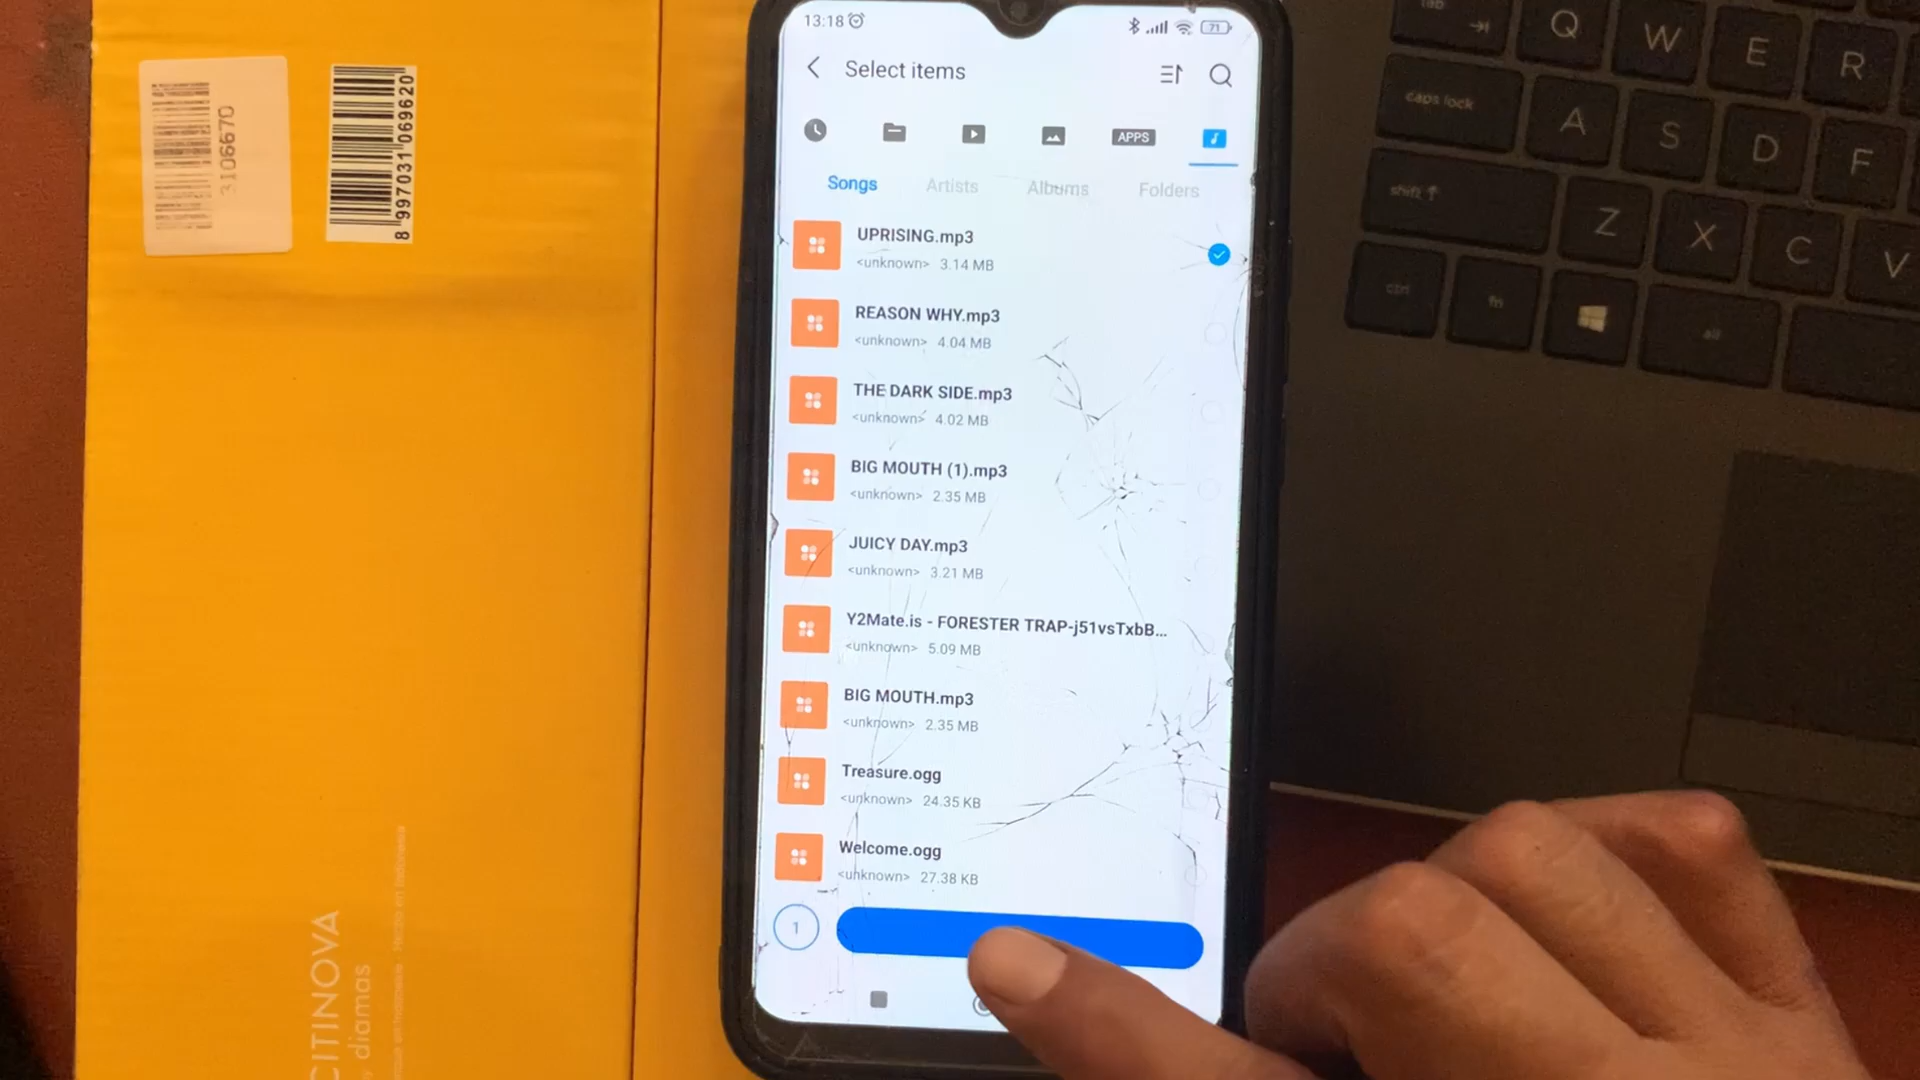 3106670
8 997031 069620
CITINOVA
diamas
Hecho en Indonesia
13:18
71
Select items
APPS
Songs
Artists
Albums
Folders
UPRISING.mp3
<unknown> 3.14 MB
REASON WHY.mp3
<unknown> 4.04 MB
THE DARK SIDE.mp3
<unknown> 4.02 MB
BIG MOUTH (1).mp3
<unknown> 2.35 MB
JUICY DAY.mp3
<unknown> 3.21 MB
Y2Mate.is - FORESTER TRAP-j51vsTxbB...
<unknown> 5.09 MB
BIG MOUTH.mp3
<unknown> 2.35 MB
Treasure.ogg
<unknown> 24.35 KB
Welcome.ogg
<unknown> 27.38 KB
1
tab
Q W E R
caps lock
A S D F
shift
Z X C V
ctrl
fn
alt